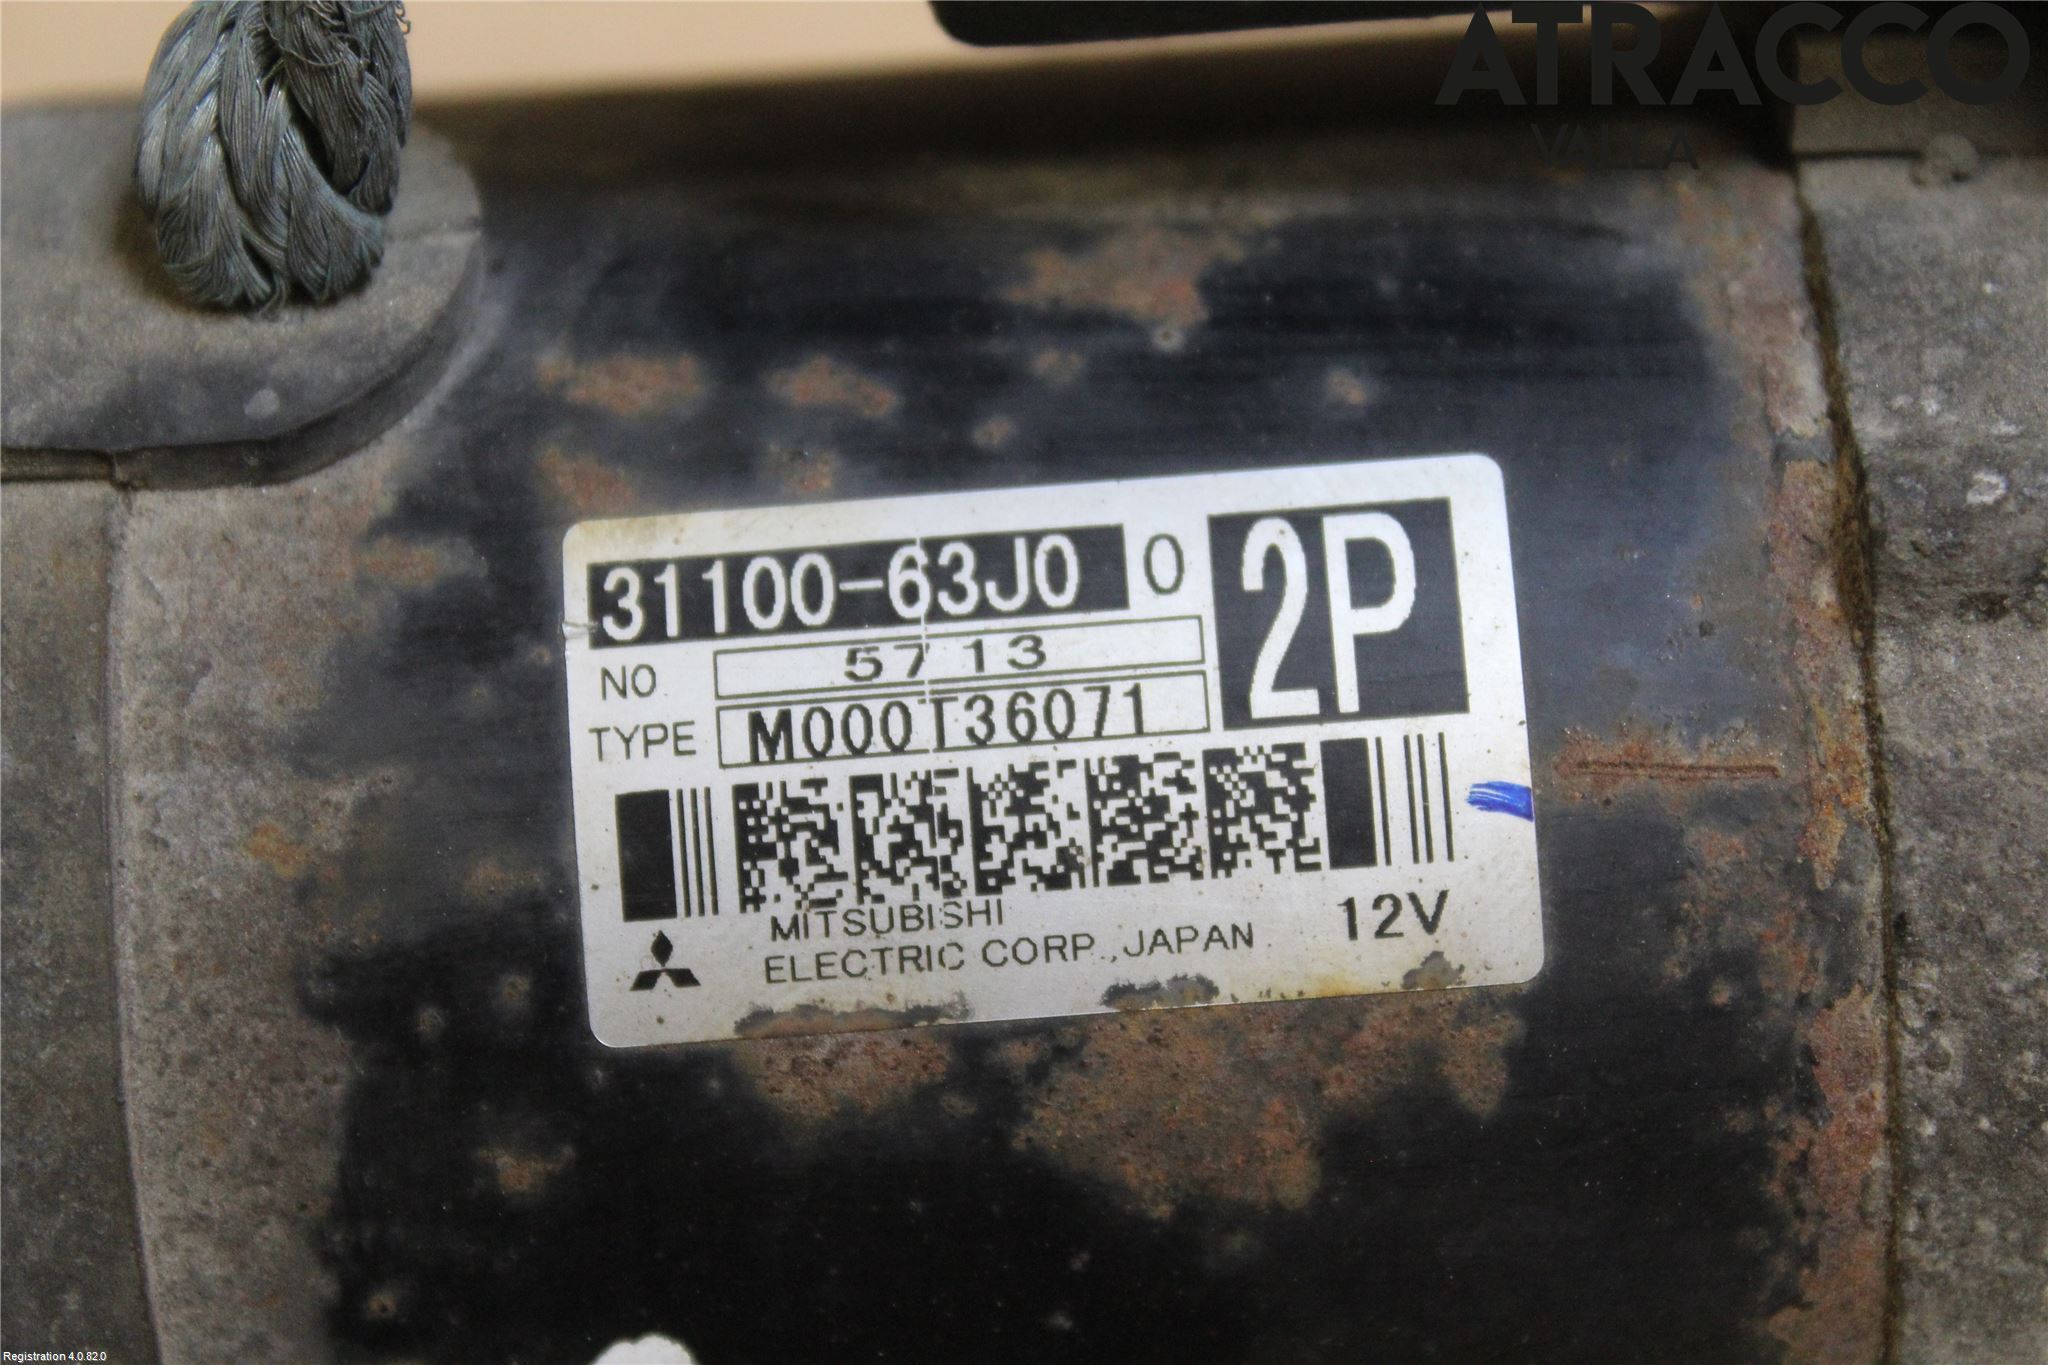 ATRACCO
VALLA
31100-63J0 0 2P
NO 5713
TYPE M000T36071
MITSUBISHI
ELECTRIC CORP., JAPAN 12V
Registration 4.0.82.0